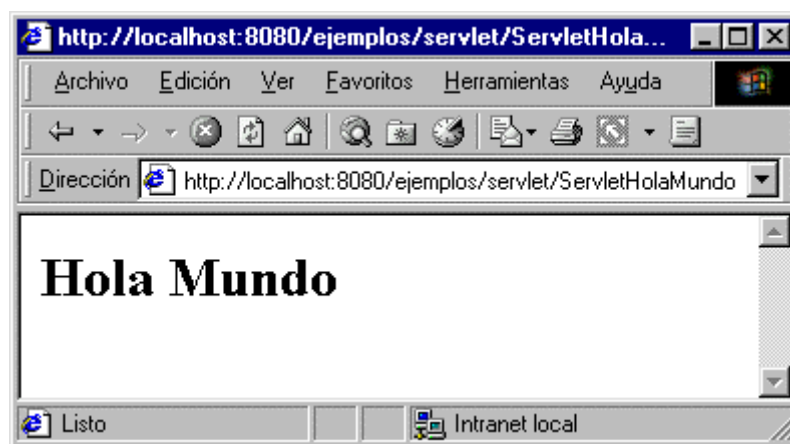 http://localhost:8080/ejemplos/servlet/ServletHola...
Archivo Edición Ver Favoritos Herramientas Ayuda
Dirección http://localhost:8080/ejemplos/servlet/ServletHolaMundo
Hola Mundo
Listo Intranet local